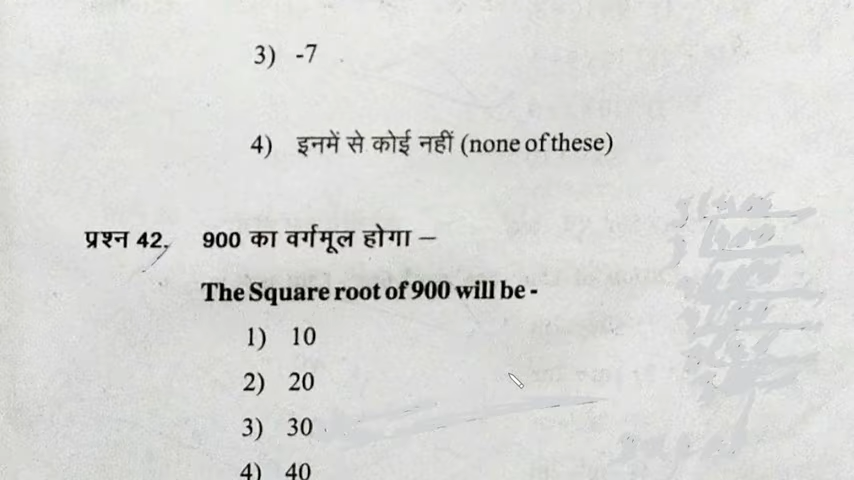 3) -7
4) इनमें से कोई नहीं (none of these)
प्रश्न 42. 900 का वर्गमूल होगा –
The Square root of 900 will be -
1) 10
2) 20
3) 30
4) 40